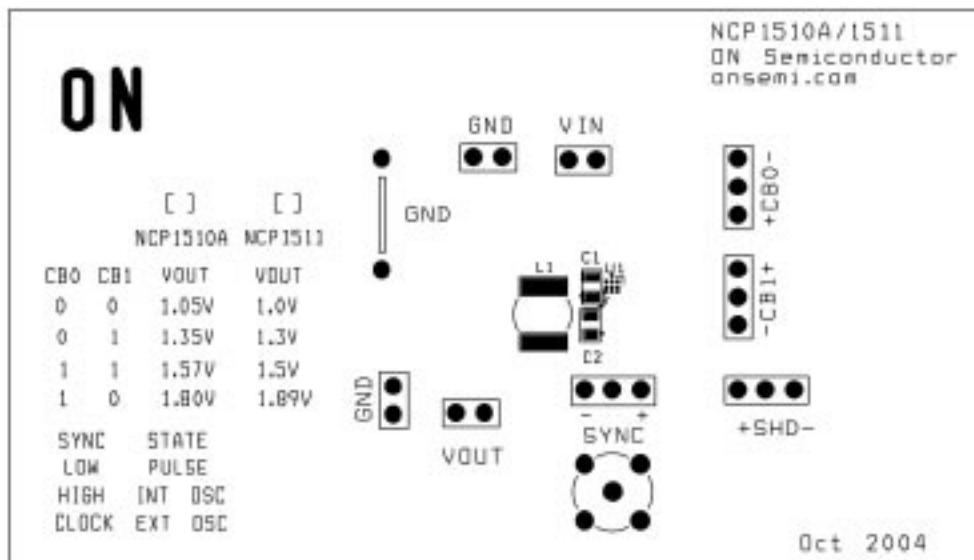 NCP1510A/1511
ON Semiconductor
onsemi.com
ON
GND VIN
+CB0-
[ ] [ ]
GND
NCP1510A NCP1511
CB0 CB1 VOUT VOUT
0 0 1.05V 1.0V
0 1 1.35V 1.3V
1 1 1.57V 1.5V
1 0 1.80V 1.89V
L1 C1 U1
-CB1+
C2
GND
- +
SYNC
+SHD-
VOUT
SYNC STATE
LOW PULSE
HIGH INT OSC
CLOCK EXT OSC
Oct 2004